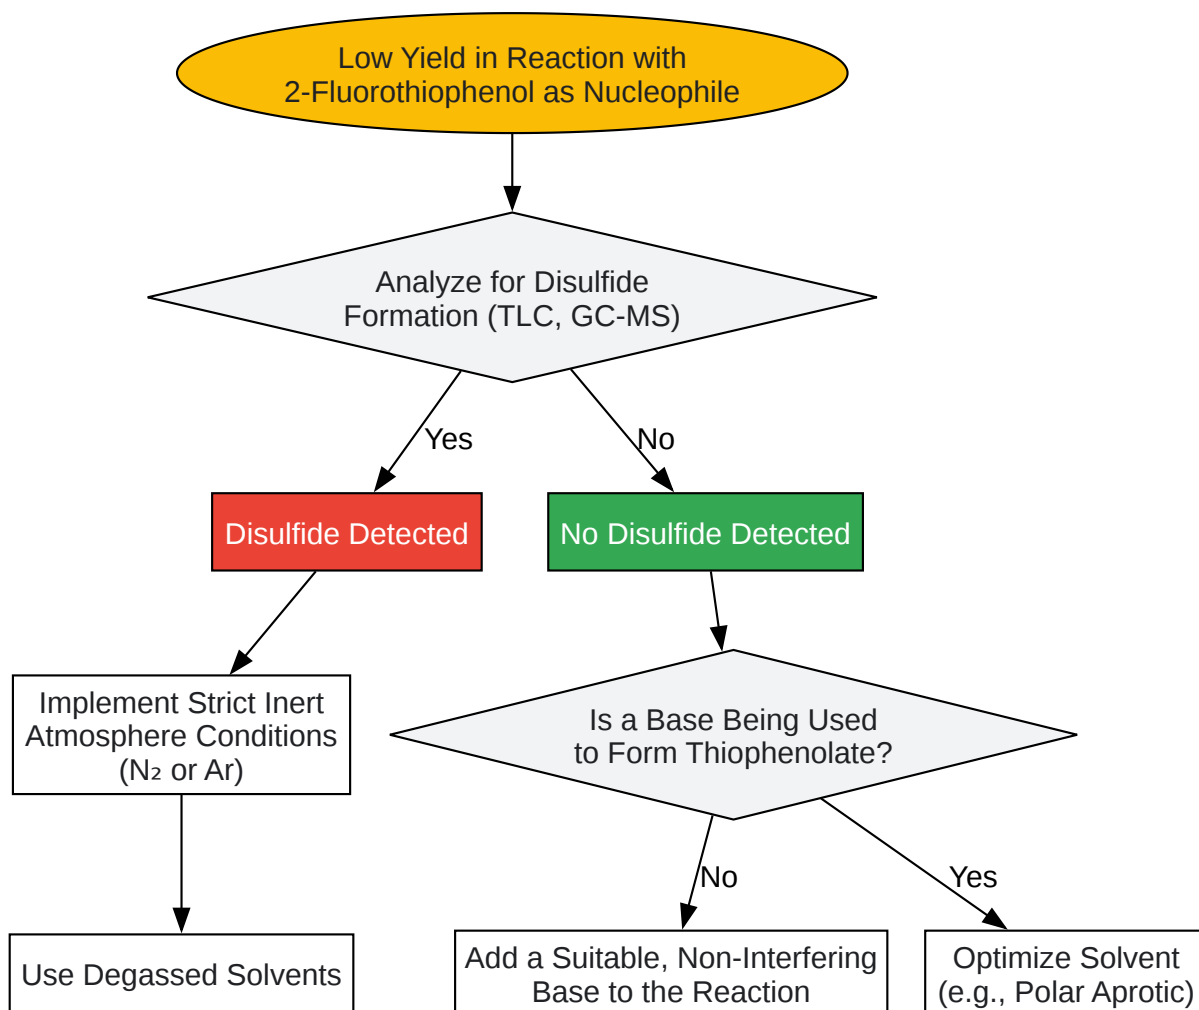 Low Yield in Reaction with
2-Fluorothiophenol as Nucleophile
Analyze for Disulfide
Formation (TLC, GC-MS)
Yes
No
Disulfide Detected
No Disulfide Detected
Implement Strict Inert
Atmosphere Conditions
(N₂ or Ar)
Is a Base Being Used
to Form Thiophenolate?
No
Yes
Use Degassed Solvents
Add a Suitable, Non-Interfering
Base to the Reaction
Optimize Solvent
(e.g., Polar Aprotic)